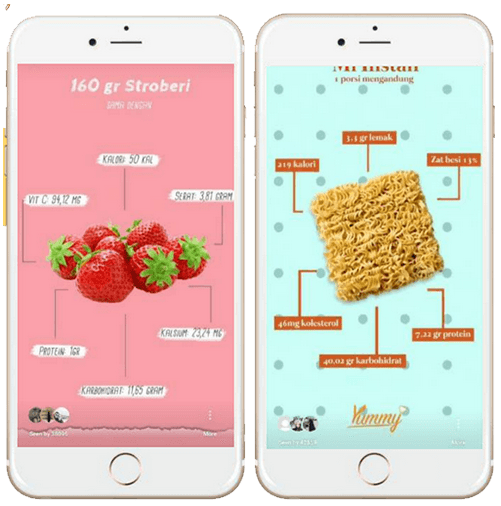 160 gr Stroberi
SAMA DENGAN
KALORI: 50 KAL
VIT C: 94,12 MG
SERAT: 3,81 GRAM
PROTEIN: 1GR
KALSIUM: 23,24 MG
KARBOHIDRAT: 11,65 GRAM
More
Mi Instan
1 porsi mengandung
3.3 gr lemak
219 kalori
Zat besi 13%
46mg kolesterol
7.22 gr protein
40.02 gr karbohidrat
Yummy
More